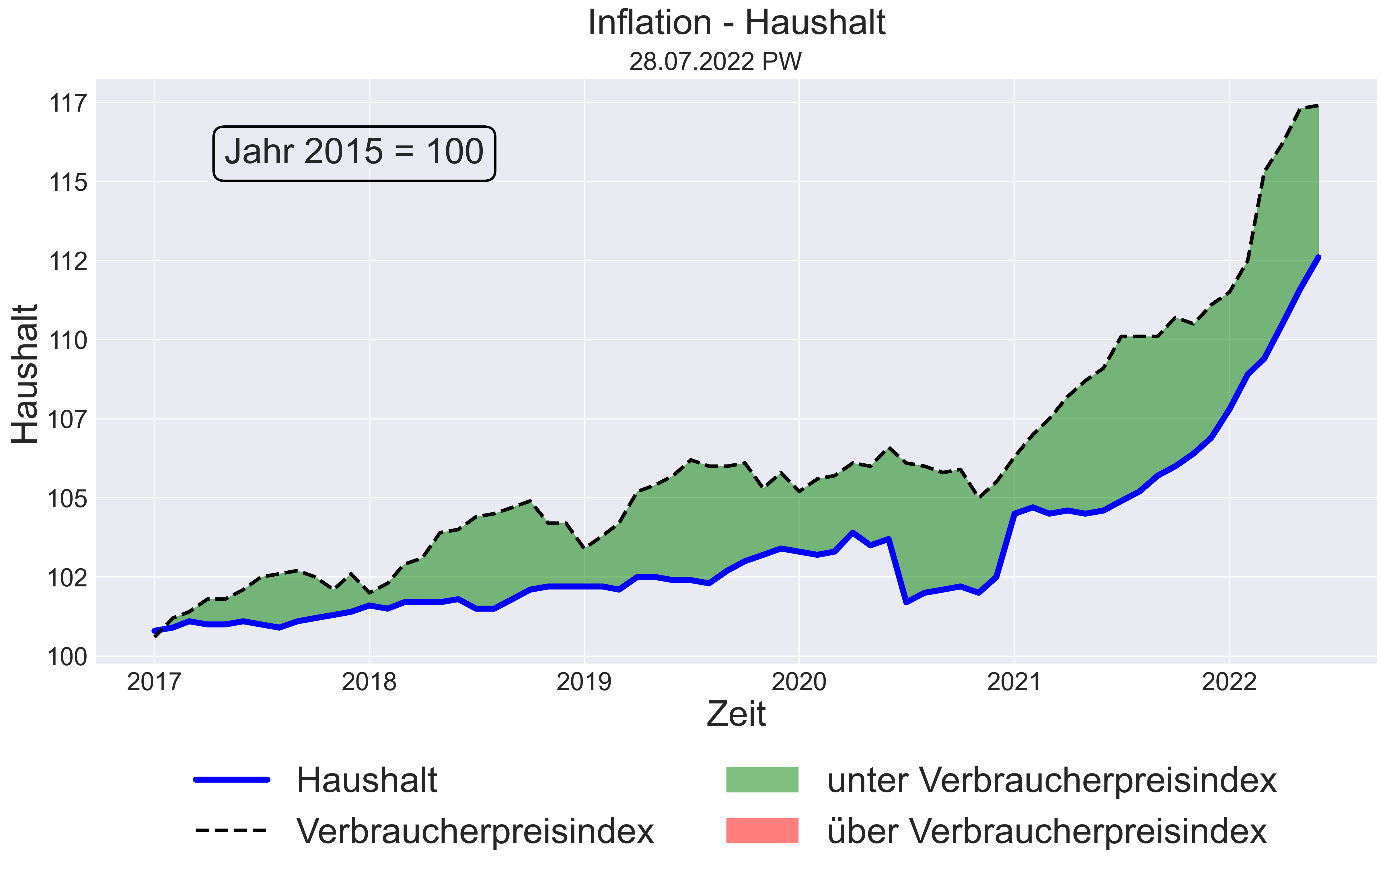 Inflation - Haushalt
28.07.2022 PW
Jahr 2015 = 100
Haushalt
117
115
112
110
107
105
102
100
2017 2018 2019 2020 2021 2022
Zeit
Haushalt
Verbraucherpreisindex
unter Verbraucherpreisindex
über Verbraucherpreisindex